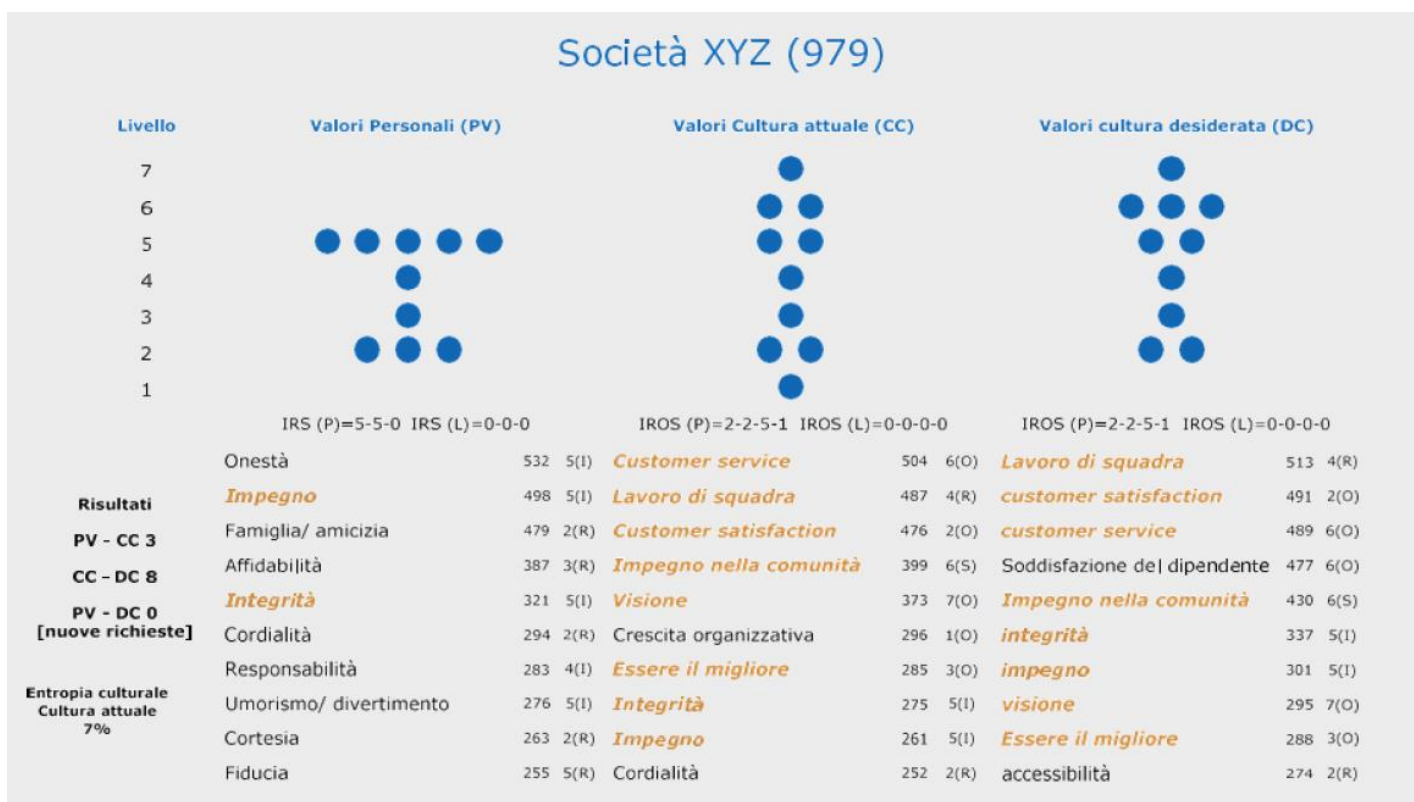 Società XYZ (979)
Livello Valori Personali (PV) Valori Cultura attuale (CC) Valori cultura desiderata (DC)
7
6
5
4
3
2
1
IRS (P)=5-5-0 IRS (L)=0-0-0 IROS (P)=2-2-5-1 IROS (L)=0-0-0-0 IROS (P)=2-2-5-1 IROS (L)=0-0-0-0
Risultati
PV - CC 3
CC - DC 8
PV - DC 0
[nuove richieste]
Entropia culturale
Cultura attuale
7%
Onestà 532 5(I) Customer service 504 6(O) Lavoro di squadra 513 4(R)
Impegno 498 5(I) Lavoro di squadra 487 4(R) customer satisfaction 491 2(O)
Famiglia/ amicizia 479 2(R) Customer satisfaction 476 2(O) customer service 489 6(O)
Affidabilità 387 3(R) Impegno nella comunità 399 6(S) Soddisfazione del dipendente 477 6(O)
Integrità 321 5(I) Visione 373 7(O) Impegno nella comunità 430 6(S)
Cordialità 294 2(R) Crescita organizzativa 296 1(O) integrità 337 5(I)
Responsabilità 283 4(I) Essere il migliore 285 3(O) impegno 301 5(I)
Umorismo/ divertimento 276 5(I) Integrità 275 5(I) visione 295 7(O)
Cortesia 263 2(R) Impegno 261 5(I) Essere il migliore 288 3(O)
Fiducia 255 5(R) Cordialità 252 2(R) accessibilità 274 2(R)